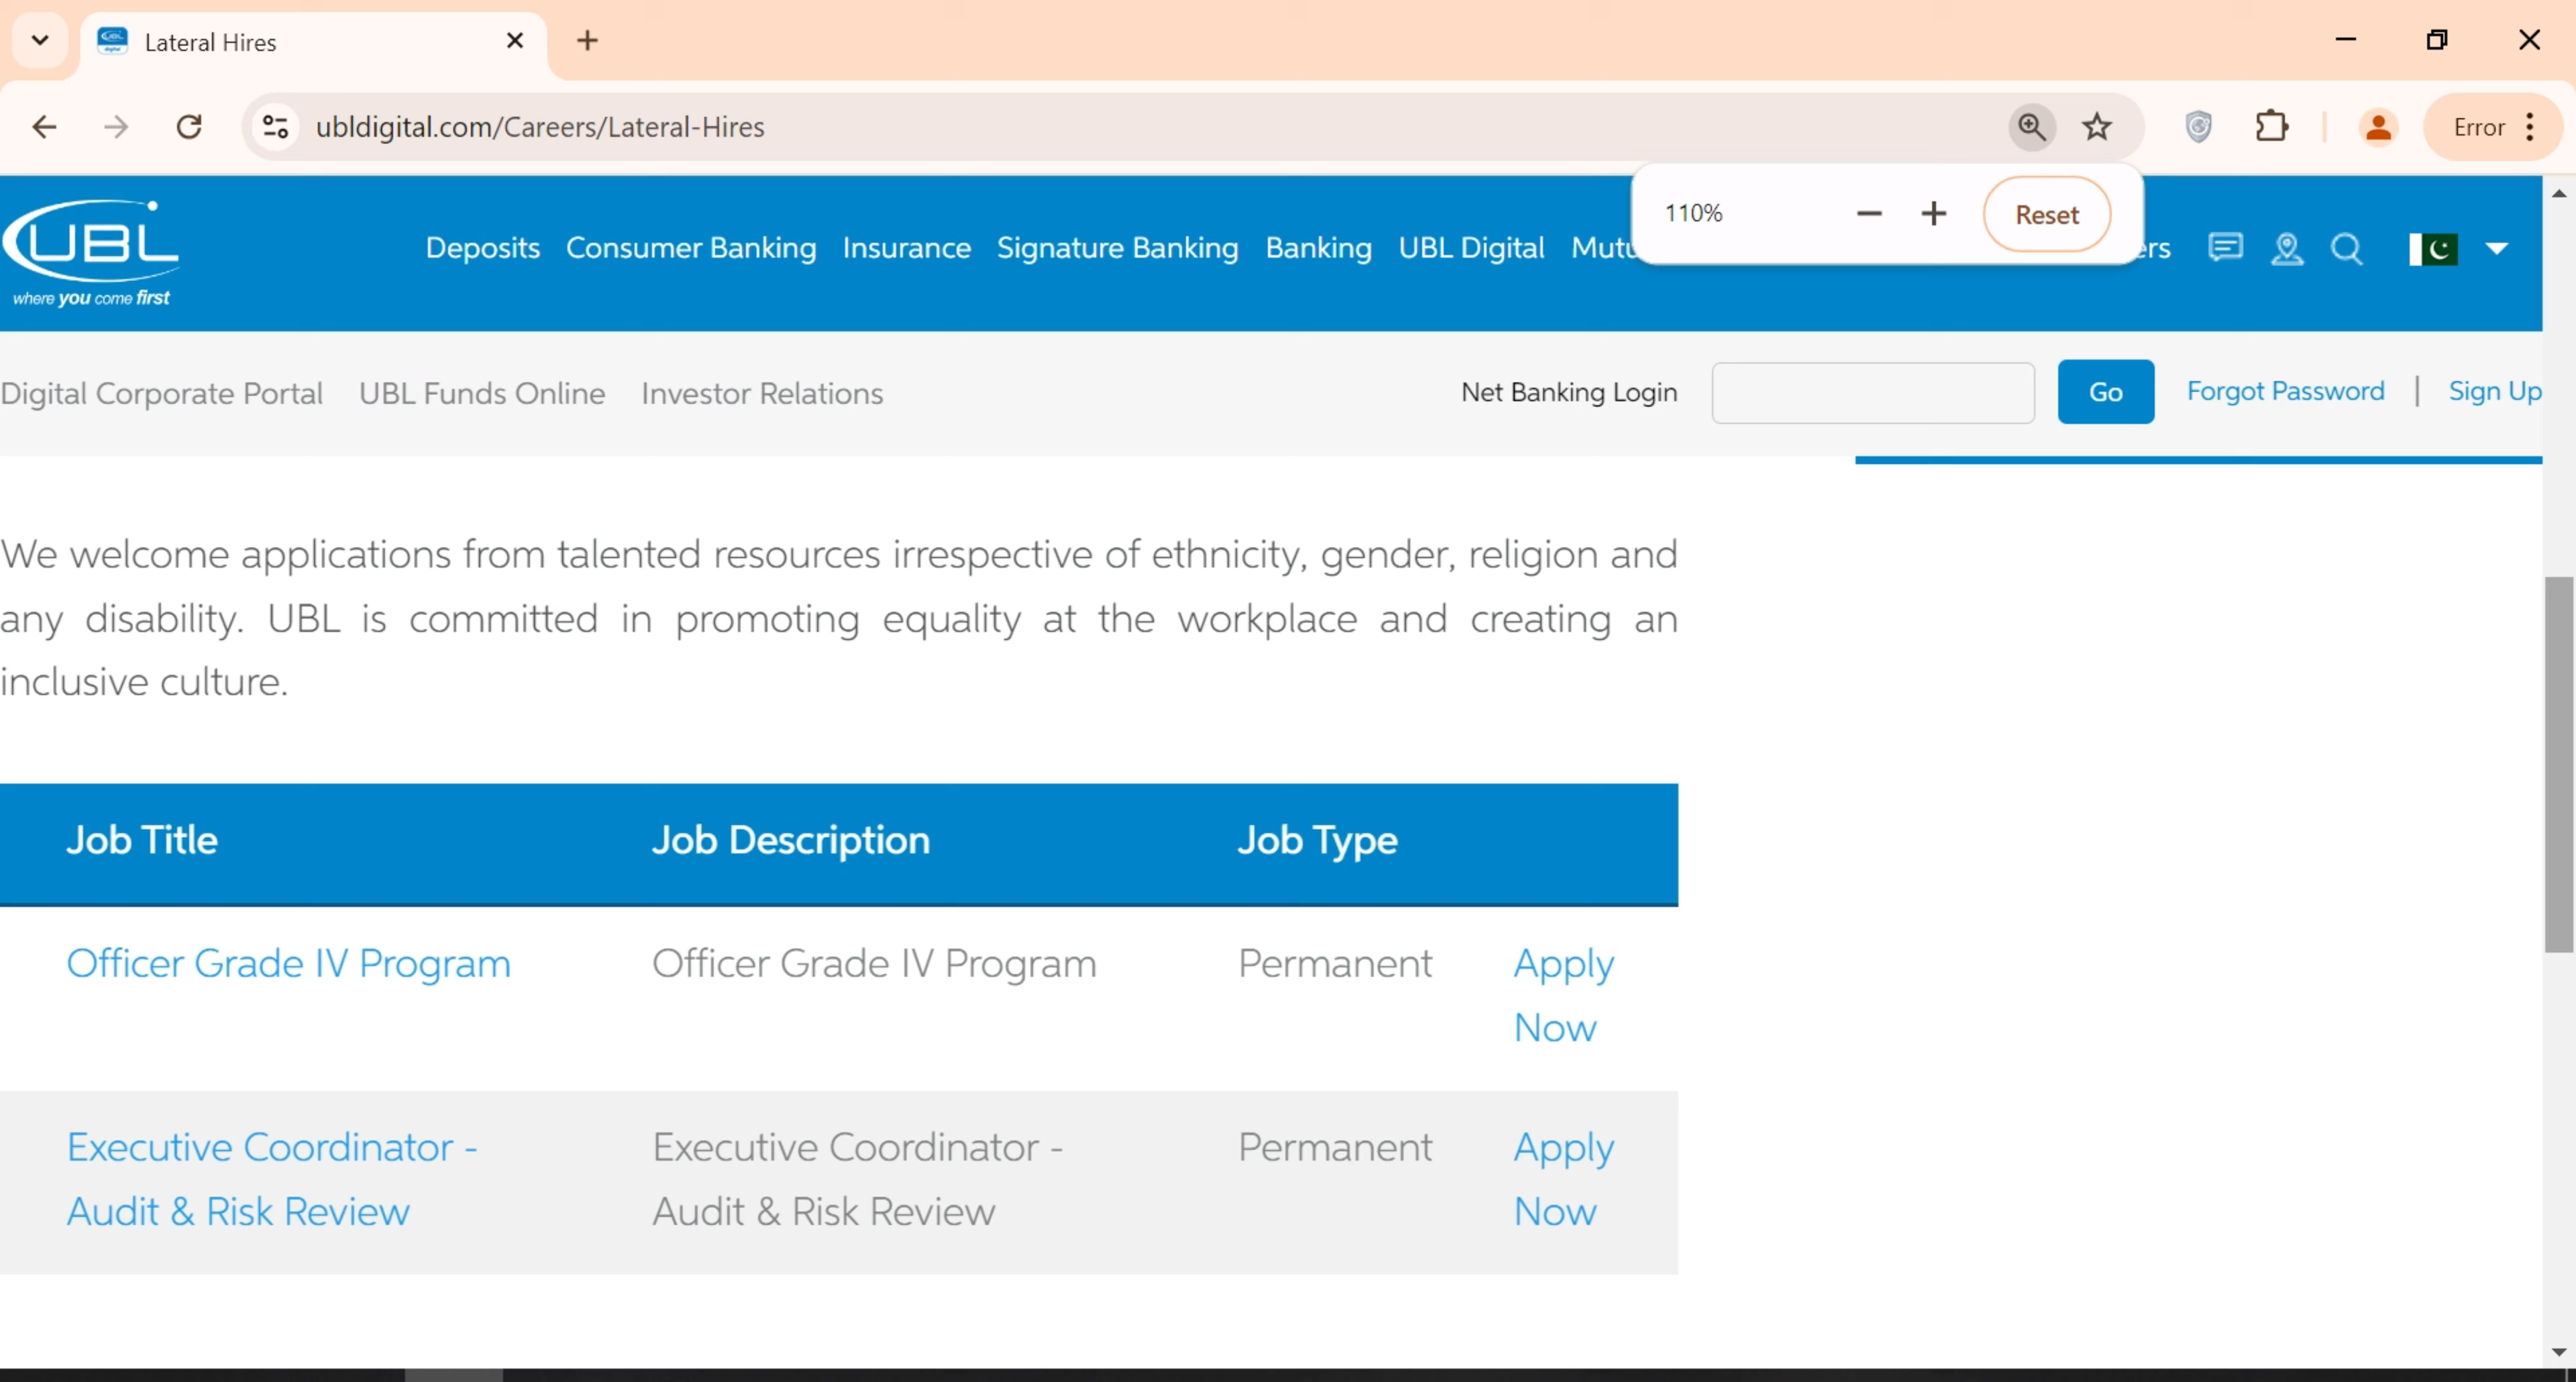 Lateral Hires
ubldigital.com/Careers/Lateral-Hires
Error
110%
Reset
UBL
where you come first
Deposits Consumer Banking Insurance Signature Banking Banking UBL Digital
Digital Corporate Portal UBL Funds Online Investor Relations
Net Banking Login Go Forgot Password | Sign Up
We welcome applications from talented resources irrespective of ethnicity, gender, religion and
any disability. UBL is committed in promoting equality at the workplace and creating an
inclusive culture.
Job Title Job Description Job Type
Officer Grade IV Program Officer Grade IV Program Permanent Apply
Now
Executive Coordinator - Executive Coordinator - Permanent Apply
Audit & Risk Review Audit & Risk Review Now